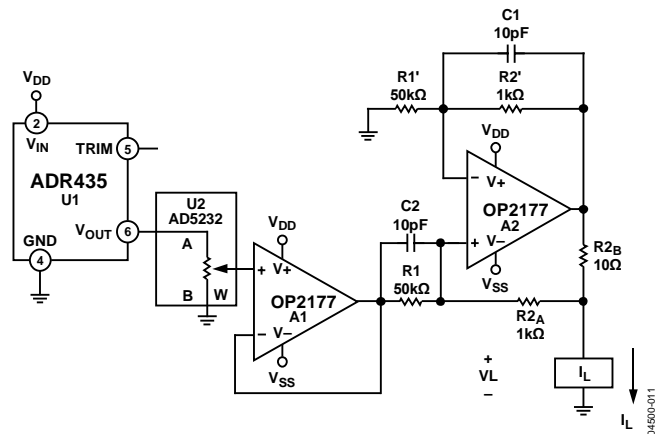 C1
10pF
R1'
50kΩ
R2'
1kΩ
VDD
2
VIN
TRIM
5
ADR435
U1
VOUT
6
GND
4
U2
AD5232
A
B
W
VDD
+
V+
OP2177
A1
−
V−
VSS
C2
10pF
R1
50kΩ
VDD
−
V+
OP2177
A2
+
V−
VSS
R2B
10Ω
R2A
1kΩ
+
VL
−
IL
IL
04500-011